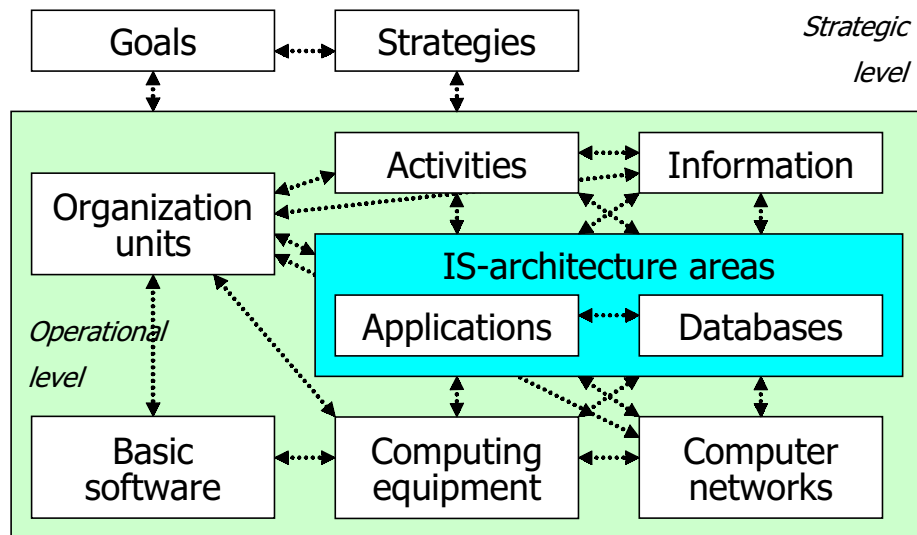 Goals
Strategies
Strategic
level
Activities
Information
Organization
units
IS-architecture areas
Applications
Databases
Operational
level
Basic
software
Computing
equipment
Computer
networks